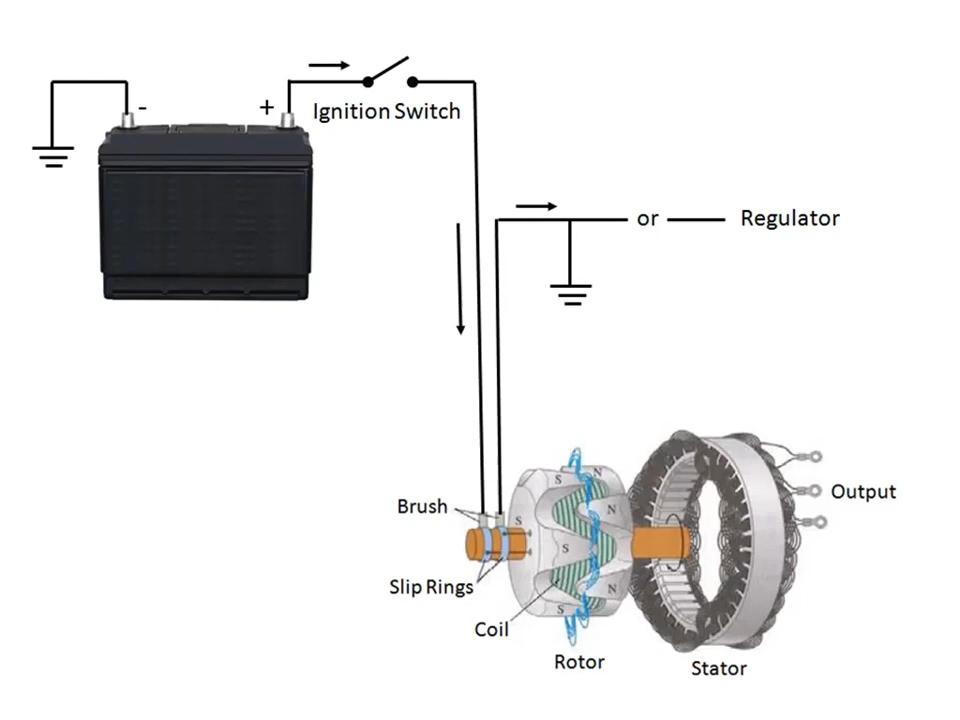 -
+
Ignition Switch
or
Regulator
Brush
Slip Rings
Coil
Rotor
Stator
Output
S
N
S
N
S
S
N
S